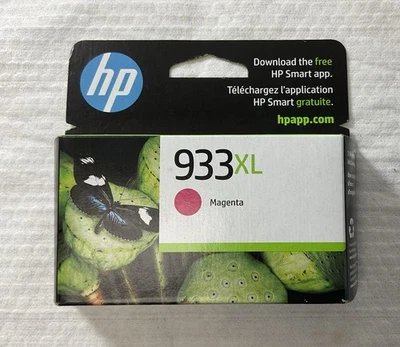 hp
Download the free
HP Smart app.
Téléchargez l'application
HP Smart gratuite.
hpapp.com
933XL
Magenta